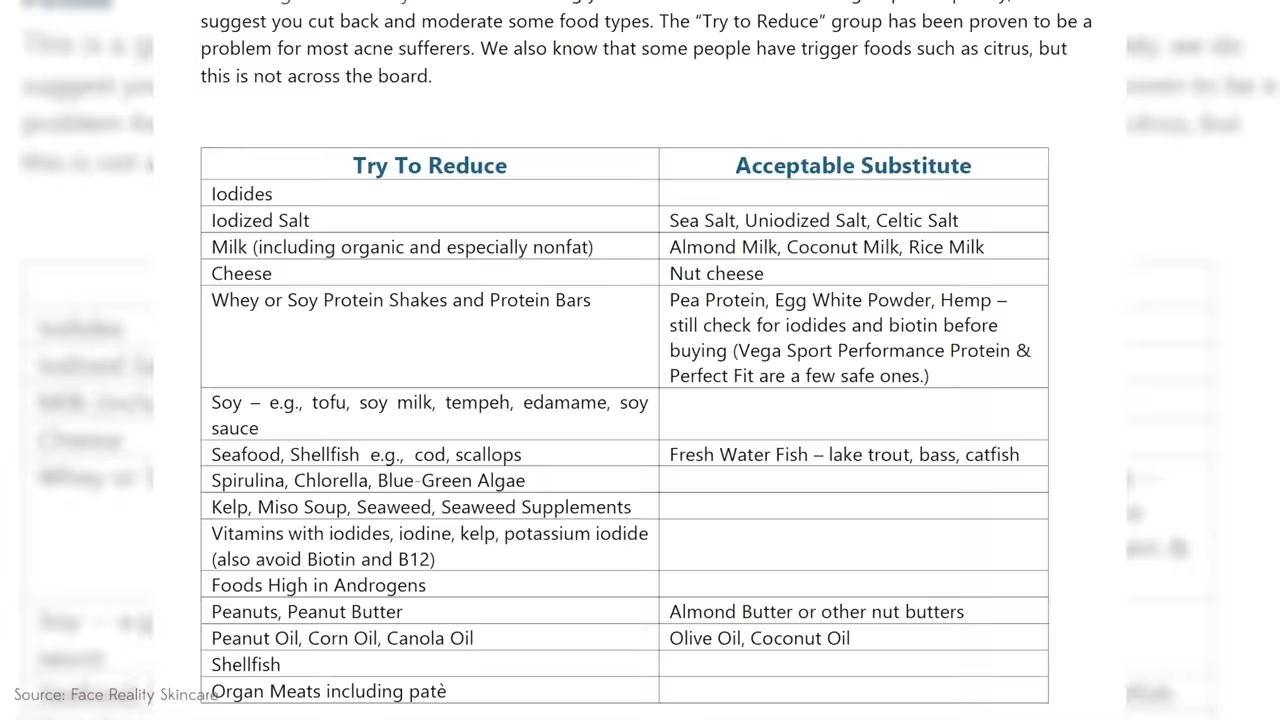 suggest you cut back and moderate some food types. The “Try to Reduce” group has been proven to be a
problem for most acne sufferers. We also know that some people have trigger foods such as citrus, but
this is not across the board.
Try To Reduce Acceptable Substitute
Iodides
Iodized Salt Sea Salt, Uniodized Salt, Celtic Salt
Milk (including organic and especially nonfat) Almond Milk, Coconut Milk, Rice Milk
Cheese Nut cheese
Whey or Soy Protein Shakes and Protein Bars Pea Protein, Egg White Powder, Hemp –
still check for iodides and biotin before
buying (Vega Sport Performance Protein &
Perfect Fit are a few safe ones.)
Soy – e.g., tofu, soy milk, tempeh, edamame, soy
sauce
Seafood, Shellfish e.g., cod, scallops Fresh Water Fish – lake trout, bass, catfish
Spirulina, Chlorella, Blue-Green Algae
Kelp, Miso Soup, Seaweed, Seaweed Supplements
Vitamins with iodides, iodine, kelp, potassium iodide
(also avoid Biotin and B12)
Foods High in Androgens
Peanuts, Peanut Butter Almond Butter or other nut butters
Peanut Oil, Corn Oil, Canola Oil Olive Oil, Coconut Oil
Shellfish
Organ Meats including patè
Source: Face Reality Skincare